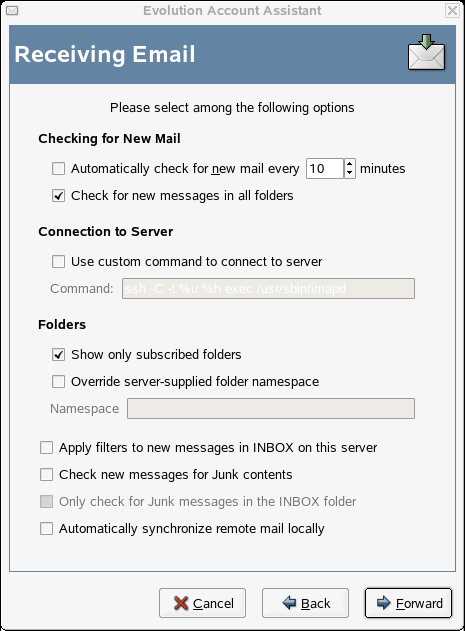 Evolution Account Assistant
Receiving Email
Please select among the following options
Checking for New Mail
Automatically check for new mail every 10 minutes
Check for new messages in all folders
Connection to Server
Use custom command to connect to server
Command: ssh -C -l %u %h exec /usr/sbin/imapd
Folders
Show only subscribed folders
Override server-supplied folder namespace
Namespace
Apply filters to new messages in INBOX on this server
Check new messages for Junk contents
Only check for Junk messages in the INBOX folder
Automatically synchronize remote mail locally
Cancel Back Forward